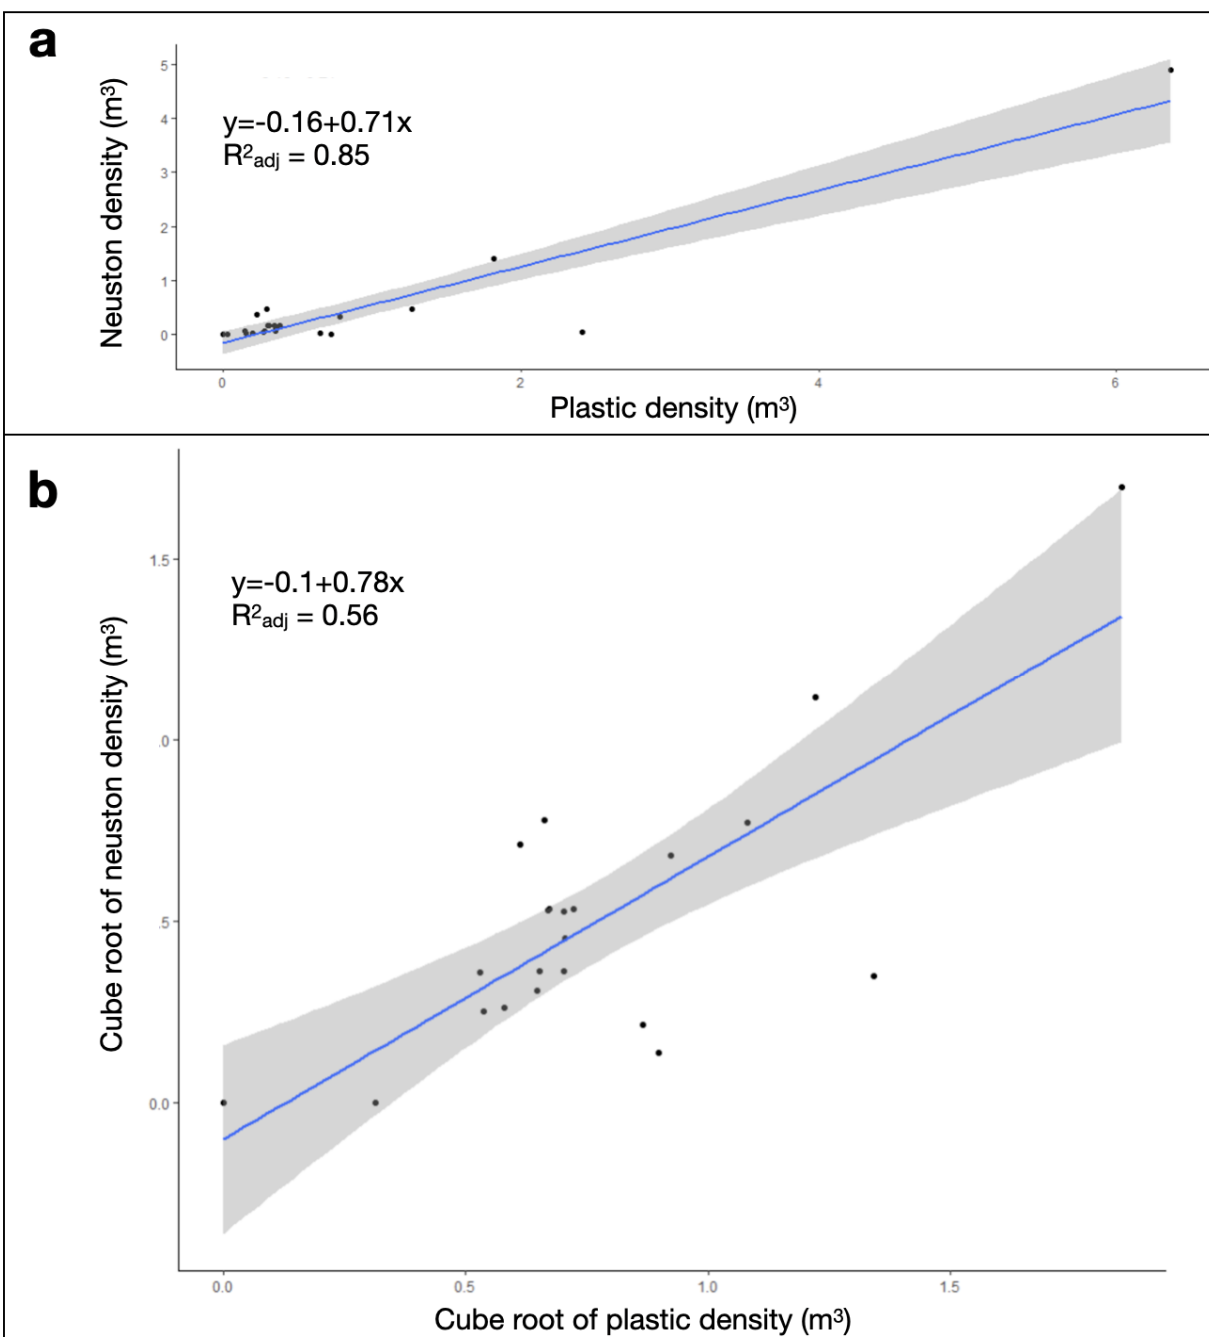 a
Neuston density (m³)
5
4
3
2
1
0
y=-0.16+0.71x
R²adj = 0.85
0 2 4 6
Plastic density (m³)
b
Cube root of neuston density (m³)
1.5
.0
.5
0.0
y=-0.1+0.78x
R²adj = 0.56
0.0 0.5 1.0 1.5
Cube root of plastic density (m³)